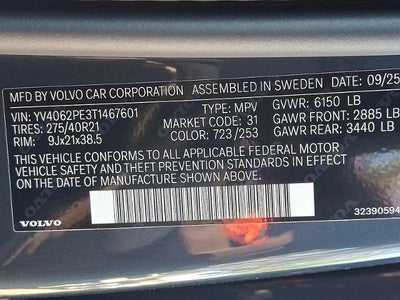 MFD BY VOLVO CAR CORPORATION ASSEMBLED IN SWEDEN DATE: 09/25
VIN: YV4062PE3T1467601 TYPE: MPV GVWR: 6150 LB
TIRES: 275/40R21 MARKET CODE: 31 GAWR FRONT: 2885 LB
RIM: 9Jx21x38.5 COLOR: 723/253 GAWR REAR: 3440 LB
THIS VEHICLE CONFORMS TO ALL APPLICABLE FEDERAL MOTOR
VEHICLE SAFETY AND THEFT PREVENTION STANDARDS IN EFFECT
ON THE DATE OF MANUFACTURE SHOWN ABOVE.
VOLVO 32390594